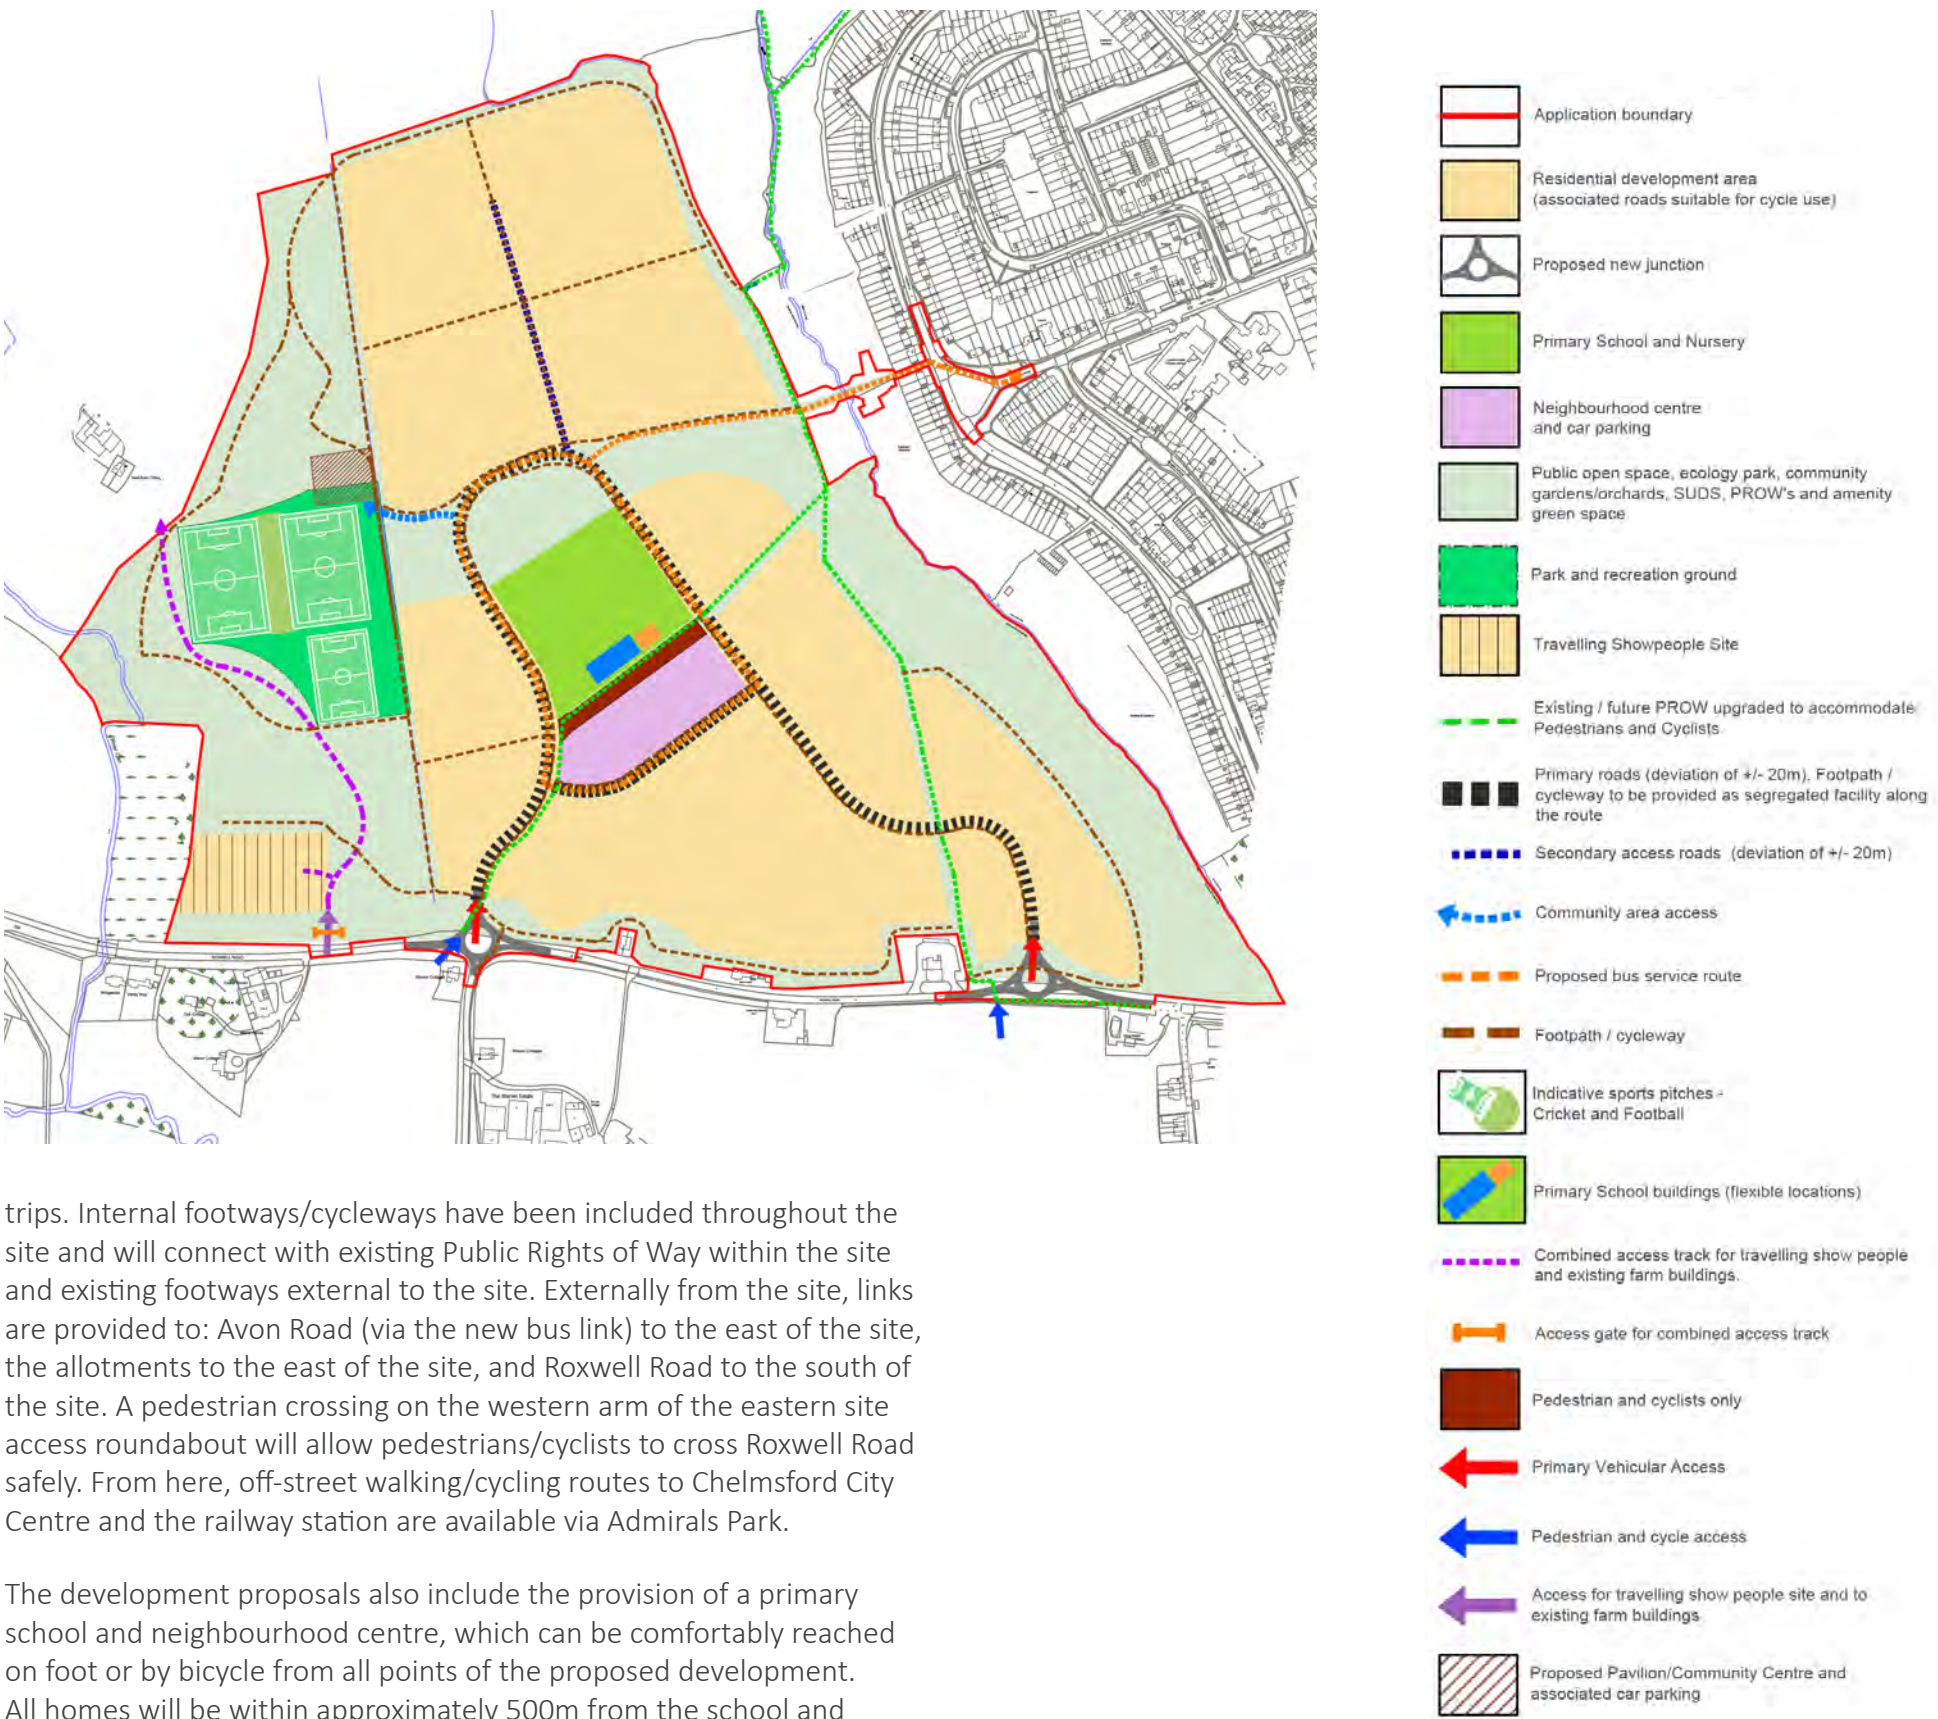 Application boundary
Residential development area
(associated roads suitable for cycle use)
Proposed new junction
Primary School and Nursery
Neighbourhood centre
and car parking
Public open space, ecology park, community
gardens/orchards, SUDS, PROW's and amenity
green space
Park and recreation ground
Travelling Showpeople Site
Existing / future PROW upgraded to accommodate
Pedestrians and Cyclists
Primary roads (deviation of +/- 20m). Footpath /
cycleway to be provided as segregated facility along
the route
Secondary access roads (deviation of +/- 20m)
Community area access
Proposed bus service route
Footpath / cycleway
Indicative sports pitches -
Cricket and Football
Primary School buildings (flexible locations)
Combined access track for travelling show people
and existing farm buildings.
Access gate for combined access track
Pedestrian and cyclists only
Primary Vehicular Access
Pedestrian and cycle access
Access for travelling show people site and to
existing farm buildings
Proposed Pavilion/Community Centre and
associated car parking
trips. Internal footways/cycleways have been included throughout the
site and will connect with existing Public Rights of Way within the site
and existing footways external to the site. Externally from the site, links
are provided to: Avon Road (via the new bus link) to the east of the site,
the allotments to the east of the site, and Roxwell Road to the south of
the site. A pedestrian crossing on the western arm of the eastern site
access roundabout will allow pedestrians/cyclists to cross Roxwell Road
safely. From here, off-street walking/cycling routes to Chelmsford City
Centre and the railway station are available via Admirals Park.
The development proposals also include the provision of a primary
school and neighbourhood centre, which can be comfortably reached
on foot or by bicycle from all points of the proposed development.
All homes will be within approximately 500m from the school and